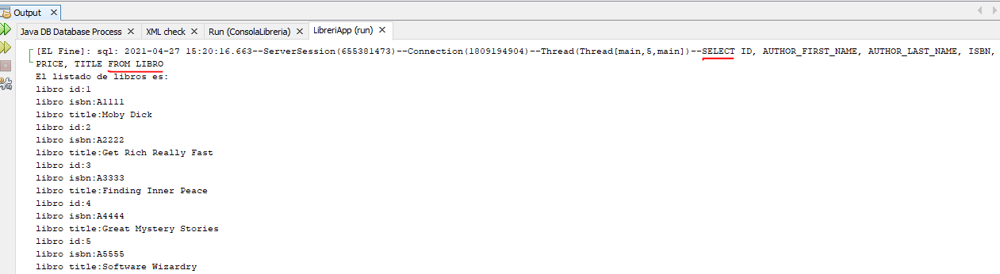 Output
Java DB Database Process XML check Run (ConsolaLibreria) LibreriApp (run)
[EL Fine]: sql: 2021-04-27 15:20:16.663--ServerSession(655381473)--Connection(1809194904)--Thread(Thread[main,5,main])--SELECT ID, AUTHOR_FIRST_NAME, AUTHOR_LAST_NAME, ISBN,
PRICE, TITLE FROM LIBRO
El listado de libros es:
libro id:1
libro isbn:A1111
libro title:Moby Dick
libro id:2
libro isbn:A2222
libro title:Get Rich Really Fast
libro id:3
libro isbn:A3333
libro title:Finding Inner Peace
libro id:4
libro isbn:A4444
libro title:Great Mystery Stories
libro id:5
libro isbn:A5555
libro title:Software Wizardry